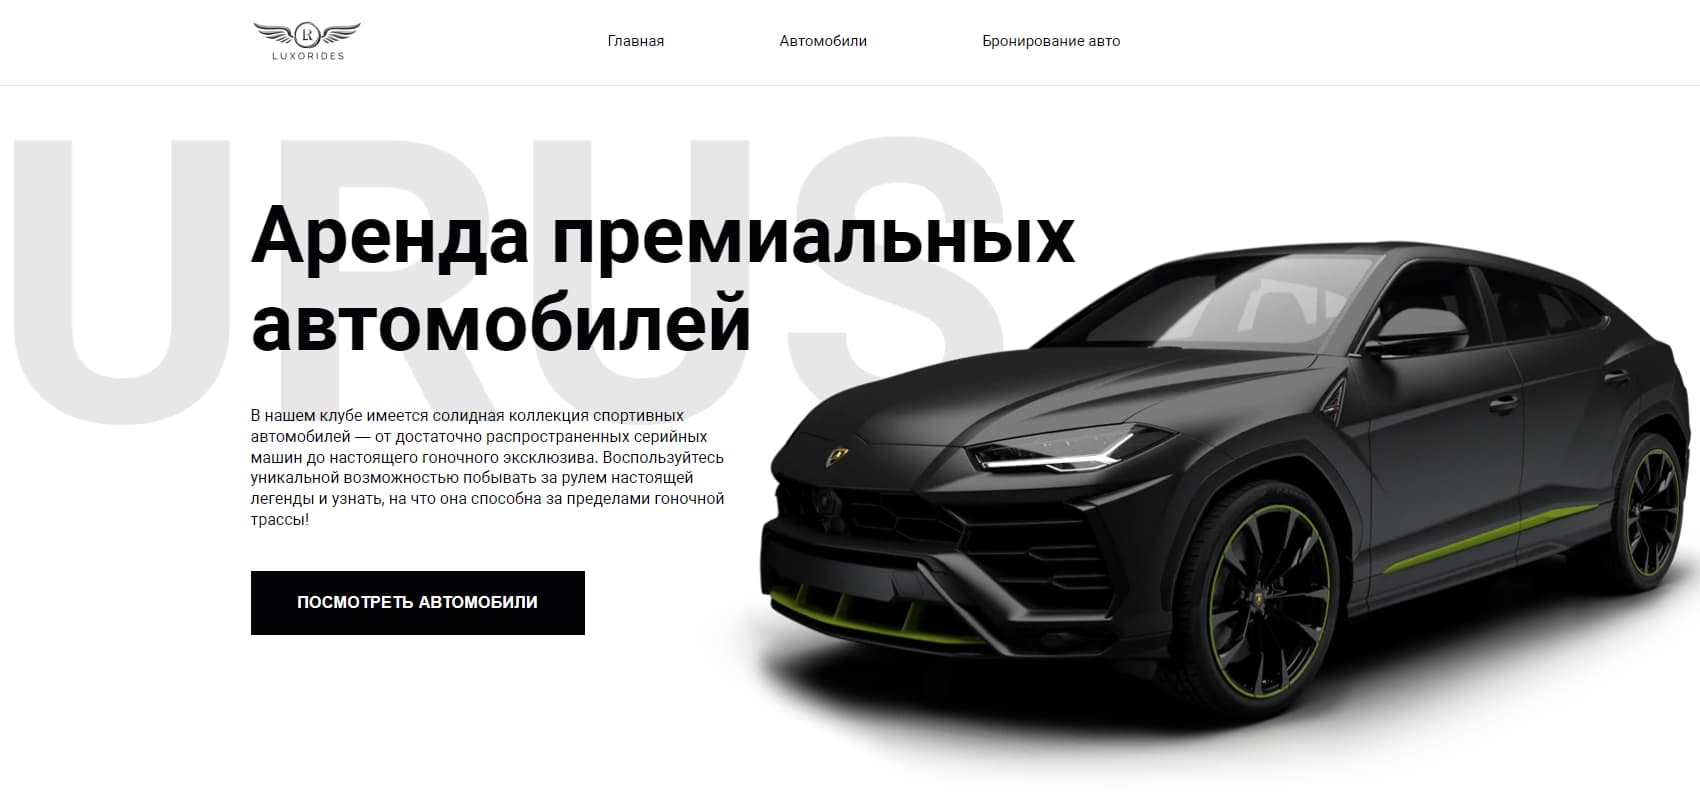 LR
LUXORIDES
Главная
Автомобили
Бронирование авто
URUS
Аренда премиальных
автомобилей
В нашем клубе имеется солидная коллекция спортивных
автомобилей — от достаточно распространенных серийных
машин до настоящего гоночного эксклюзива. Воспользуйтесь
уникальной возможностью побывать за рулем настоящей
легенды и узнать, на что она способна за пределами гоночной
трассы!
ПОСМОТРЕТЬ АВТОМОБИЛИ